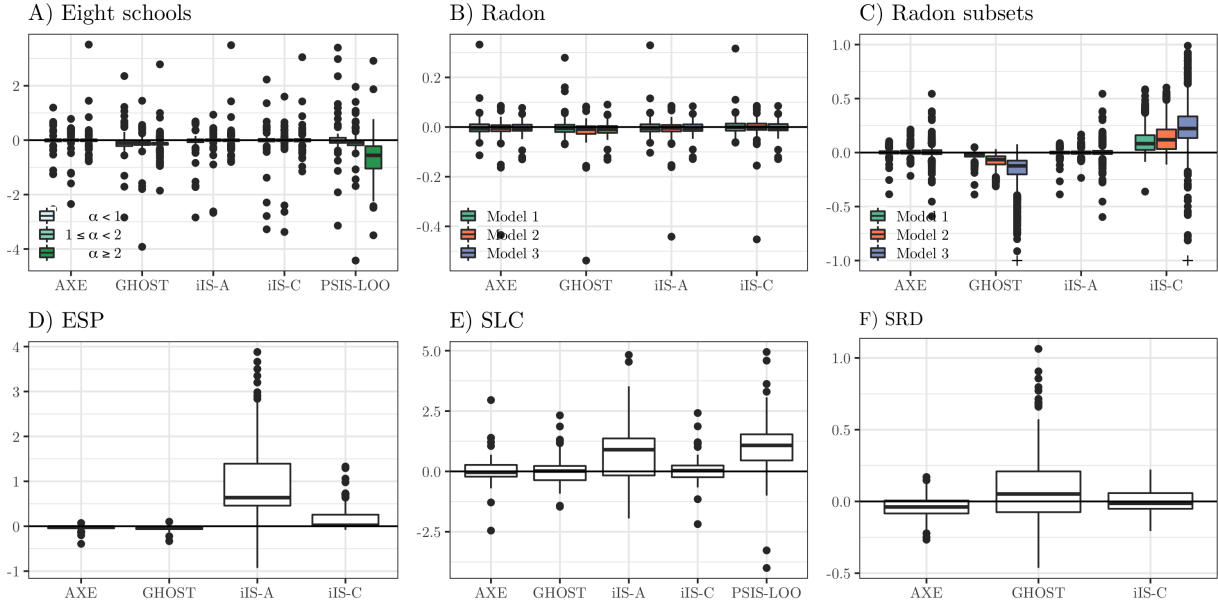 A) Eight schools
2
0
-2
-4
α < 1
1 ≤ α < 2
α ≥ 2
AXE GHOST iIS-A iIS-C PSIS-LOO
B) Radon
0.2
0.0
-0.2
-0.4
Model 1
Model 2
Model 3
AXE GHOST iIS-A iIS-C
C) Radon subsets
1.0
0.5
0.0
-0.5
-1.0
Model 1
Model 2
Model 3
AXE GHOST iIS-A iIS-C
D) ESP
4
3
2
1
0
-1
AXE GHOST iIS-A iIS-C
E) SLC
5.0
2.5
0.0
-2.5
AXE GHOST iIS-A iIS-C PSIS-LOO
F) SRD
1.0
0.5
0.0
-0.5
AXE GHOST iIS-C